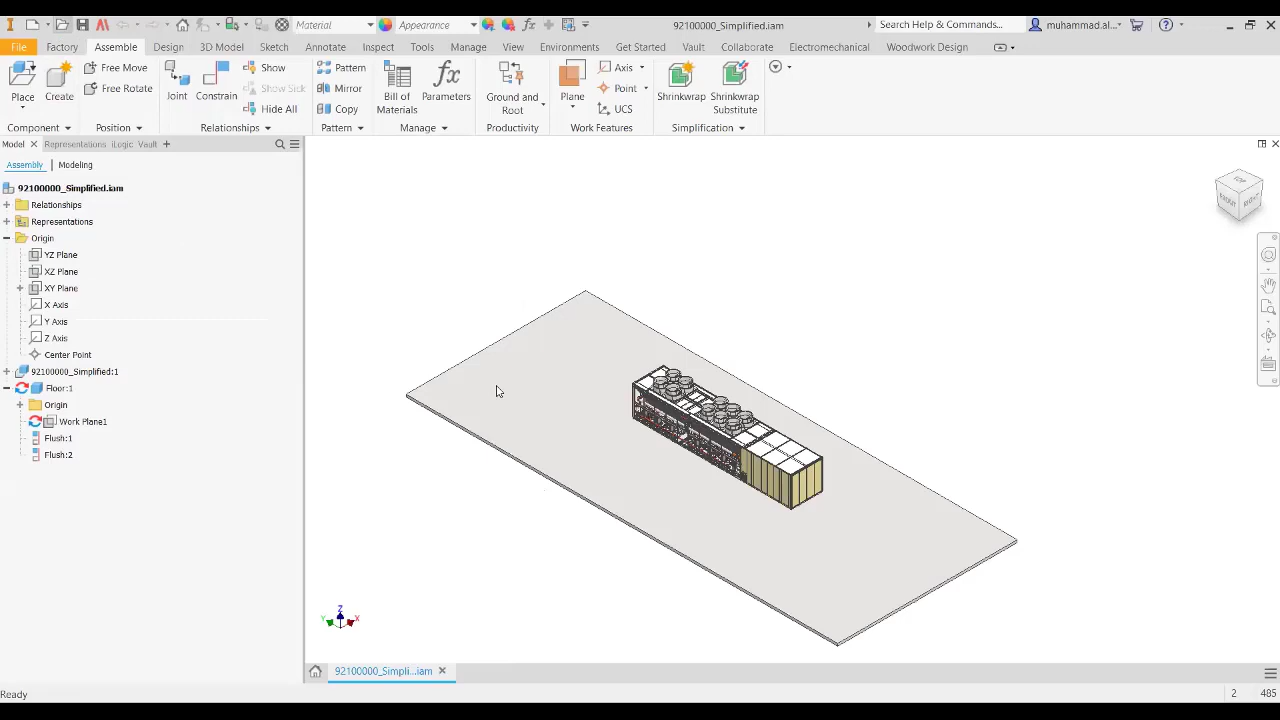 Material
Appearance
92100000_Simplified.iam
Search Help & Commands...
muhammad.al...
File
Factory
Assemble
Design
3D Model
Sketch
Annotate
Inspect
Tools
Manage
View
Environments
Get Started
Vault
Collaborate
Electromechanical
Woodwork Design
Place
Create
Free Move
Free Rotate
Joint
Constrain
Show
Show Sick
Hide All
Pattern
Mirror
Copy
Bill of
Materials
Parameters
Ground and
Root
Plane
Axis
Point
UCS
Shrinkwrap
Shrinkwrap
Substitute
Component
Position
Relationships
Pattern
Manage
Productivity
Work Features
Simplification
Model
Representations
iLogic
Vault
Assembly
Modeling
92100000_Simplified.iam
Relationships
Representations
Origin
YZ Plane
XZ Plane
XY Plane
X Axis
Y Axis
Z Axis
Center Point
92100000_Simplified:1
Floor:1
Origin
Work Plane1
Flush:1
Flush:2
TOP
FRONT
RIGHT
Z
Y
X
92100000_Simpli...iam
Ready
2
485